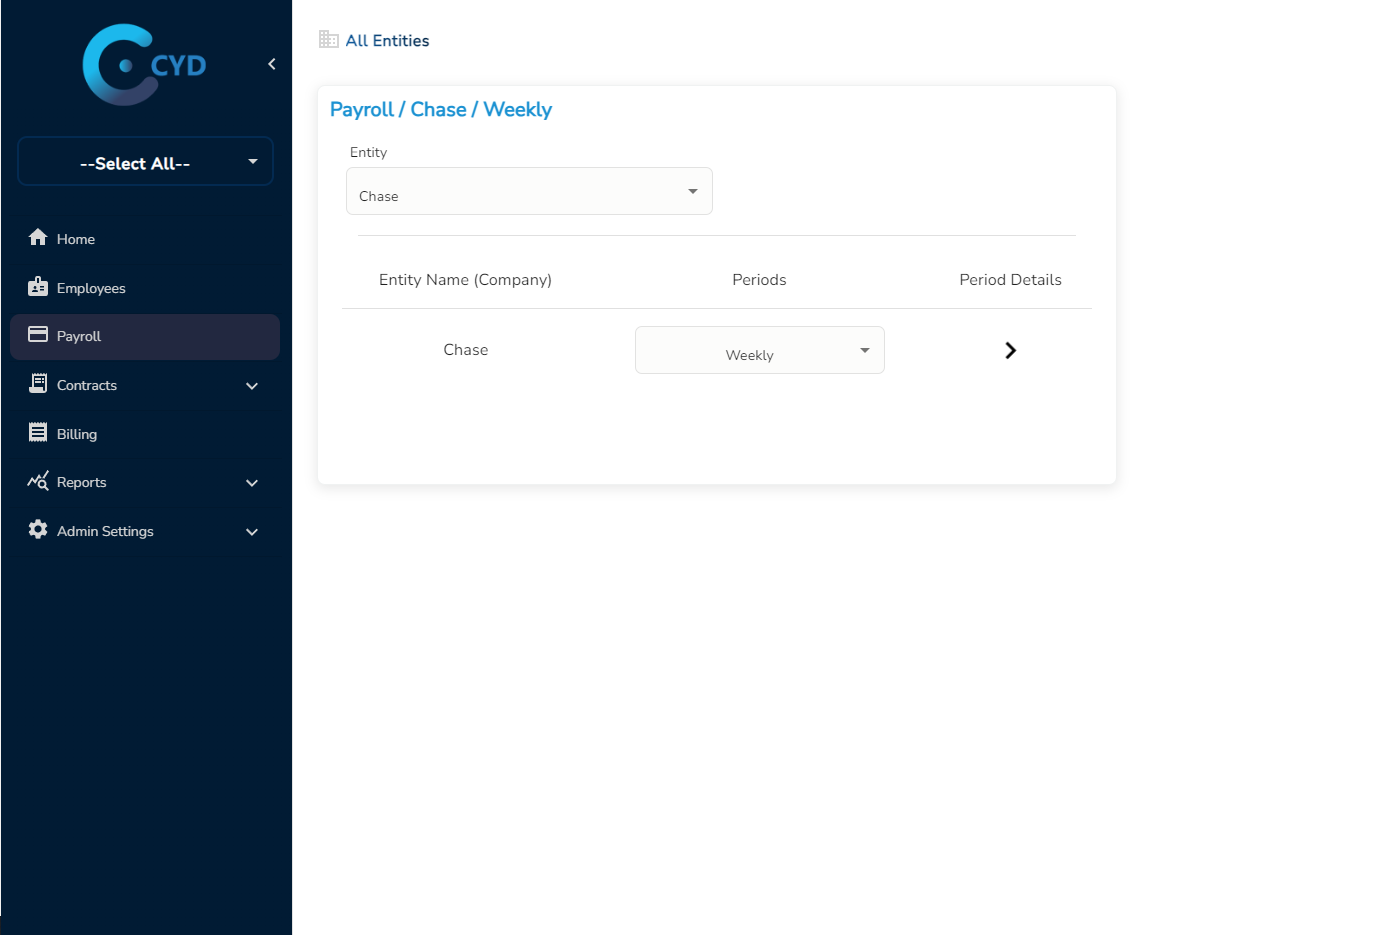 CYD
--Select All--
Home
Employees
Payroll
Contracts
Billing
Reports
Admin Settings
All Entities
Payroll / Chase / Weekly
Entity
Chase
Entity Name (Company) Periods Period Details
Chase Weekly